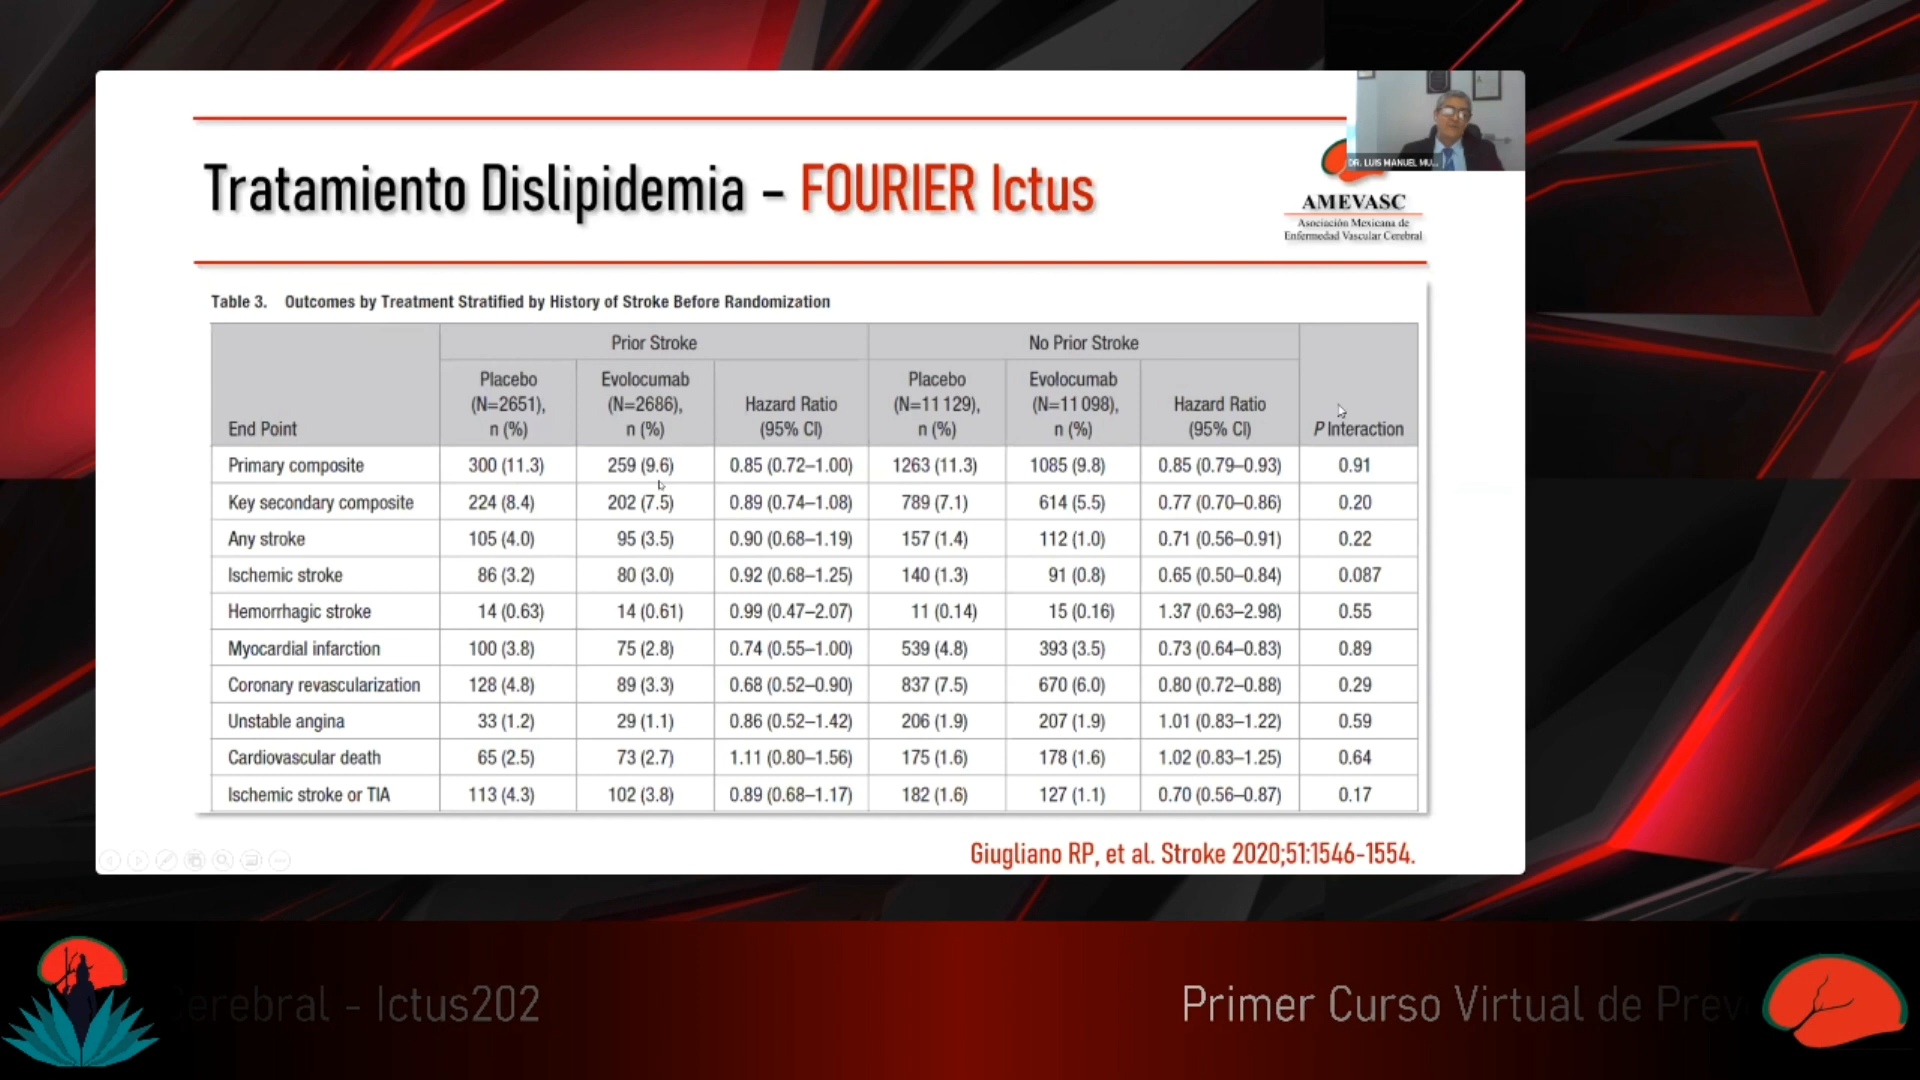 DR. LUIS MANUEL MU...
Tratamiento Dislipidemia – FOURIER Ictus
AMEVASC
Asociación Mexicana de
Enfermedad Vascular Cerebral
Table 3. Outcomes by Treatment Stratified by History of Stroke Before Randomization
Prior Stroke No Prior Stroke
End Point Placebo (N=2651), n (%) Evolocumab (N=2686), n (%) Hazard Ratio (95% CI) Placebo (N=11 129), n (%) Evolocumab (N=11 098), n (%) Hazard Ratio (95% CI) P Interaction
Primary composite 300 (11.3) 259 (9.6) 0.85 (0.72–1.00) 1263 (11.3) 1085 (9.8) 0.85 (0.79–0.93) 0.91
Key secondary composite 224 (8.4) 202 (7.5) 0.89 (0.74–1.08) 789 (7.1) 614 (5.5) 0.77 (0.70–0.86) 0.20
Any stroke 105 (4.0) 95 (3.5) 0.90 (0.68–1.19) 157 (1.4) 112 (1.0) 0.71 (0.56–0.91) 0.22
Ischemic stroke 86 (3.2) 80 (3.0) 0.92 (0.68–1.25) 140 (1.3) 91 (0.8) 0.65 (0.50–0.84) 0.087
Hemorrhagic stroke 14 (0.63) 14 (0.61) 0.99 (0.47–2.07) 11 (0.14) 15 (0.16) 1.37 (0.63–2.98) 0.55
Myocardial infarction 100 (3.8) 75 (2.8) 0.74 (0.55–1.00) 539 (4.8) 393 (3.5) 0.73 (0.64–0.83) 0.89
Coronary revascularization 128 (4.8) 89 (3.3) 0.68 (0.52–0.90) 837 (7.5) 670 (6.0) 0.80 (0.72–0.88) 0.29
Unstable angina 33 (1.2) 29 (1.1) 0.86 (0.52–1.42) 206 (1.9) 207 (1.9) 1.01 (0.83–1.22) 0.59
Cardiovascular death 65 (2.5) 73 (2.7) 1.11 (0.80–1.56) 175 (1.6) 178 (1.6) 1.02 (0.83–1.25) 0.64
Ischemic stroke or TIA 113 (4.3) 102 (3.8) 0.89 (0.68–1.17) 182 (1.6) 127 (1.1) 0.70 (0.56–0.87) 0.17
Giugliano RP, et al. Stroke 2020;51:1546-1554.
Cerebral - Ictus202 Primer Curso Virtual de Prev